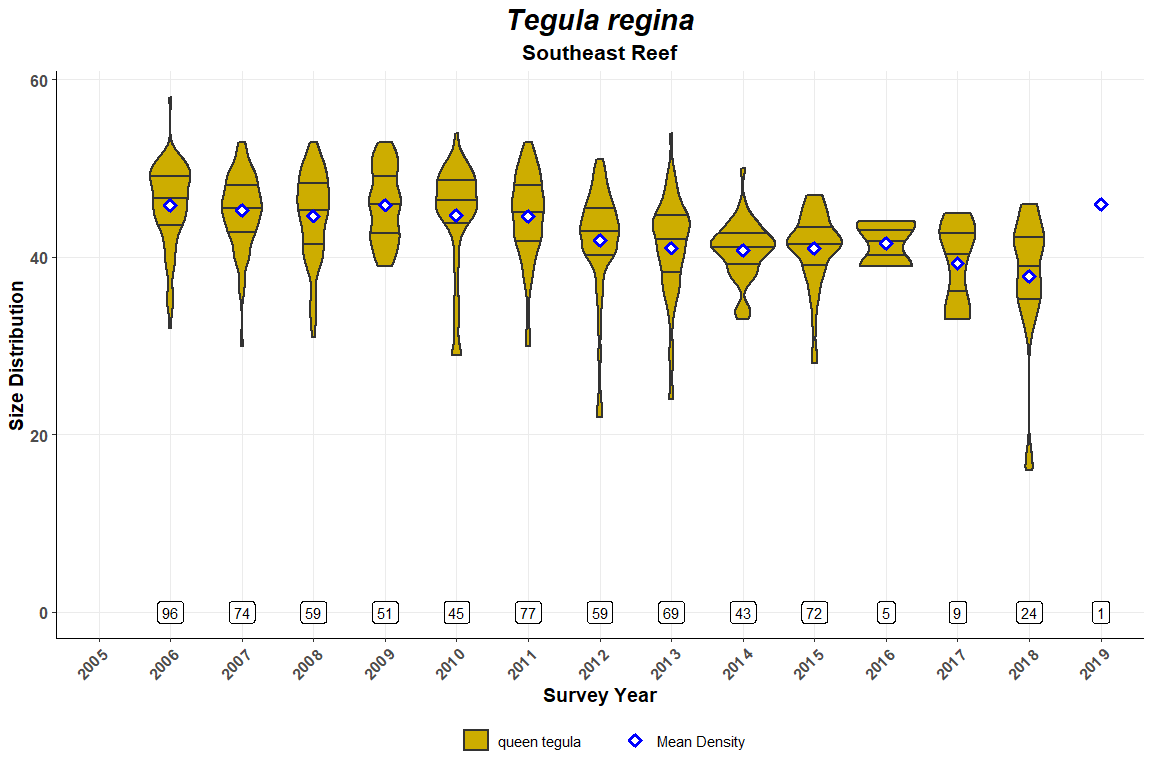 Tegula regina
Southeast Reef
Size Distribution
60
40
20
0
96 74 59 51 45 77 59 69 43 72 5 9 24 1
2005 2006 2007 2008 2009 2010 2011 2012 2013 2014 2015 2016 2017 2018 2019
Survey Year
queen tegula Mean Density